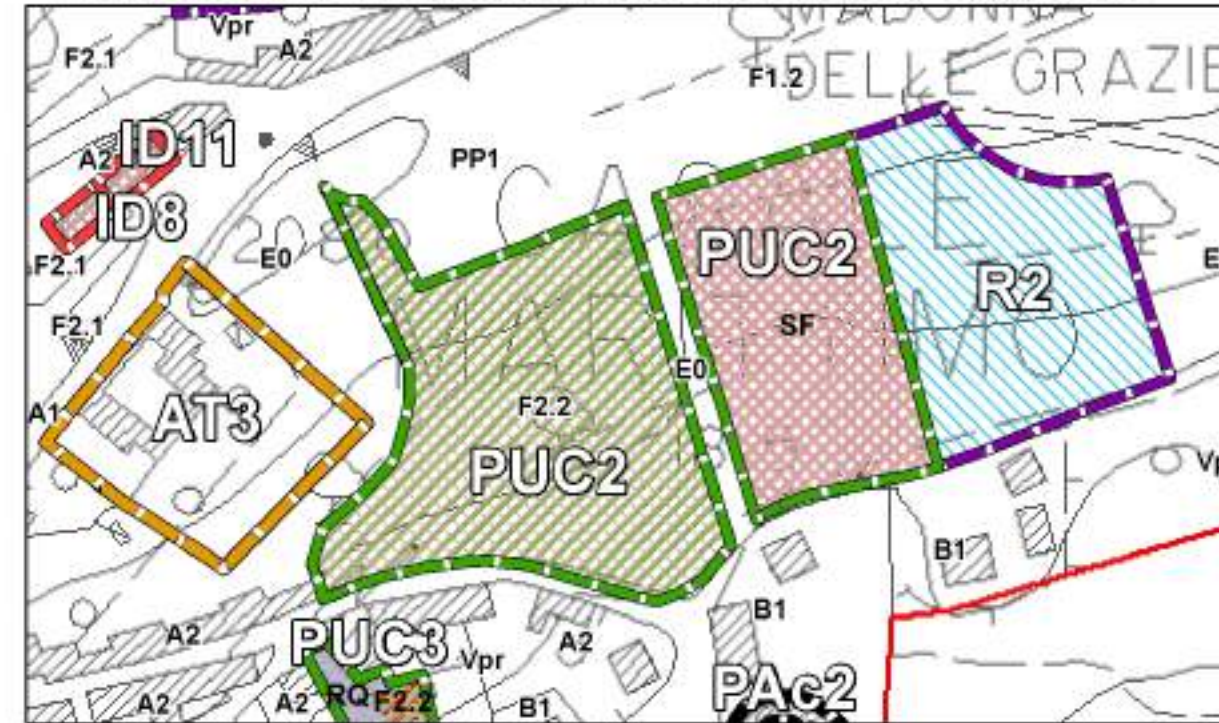 MADONNA
Vpr
F2.1
A2
F1.2
DELLE GRAZIE
ID11
A2
PP1
ID8
F2.1
E0
PUC2
R2
F2.1
SF
E0
A1
AT3
F2.2
PUC2
B1
B1
A2
PUC3
Vpr
A2
PAc2
RQ
F2.2
A2
A2
B1